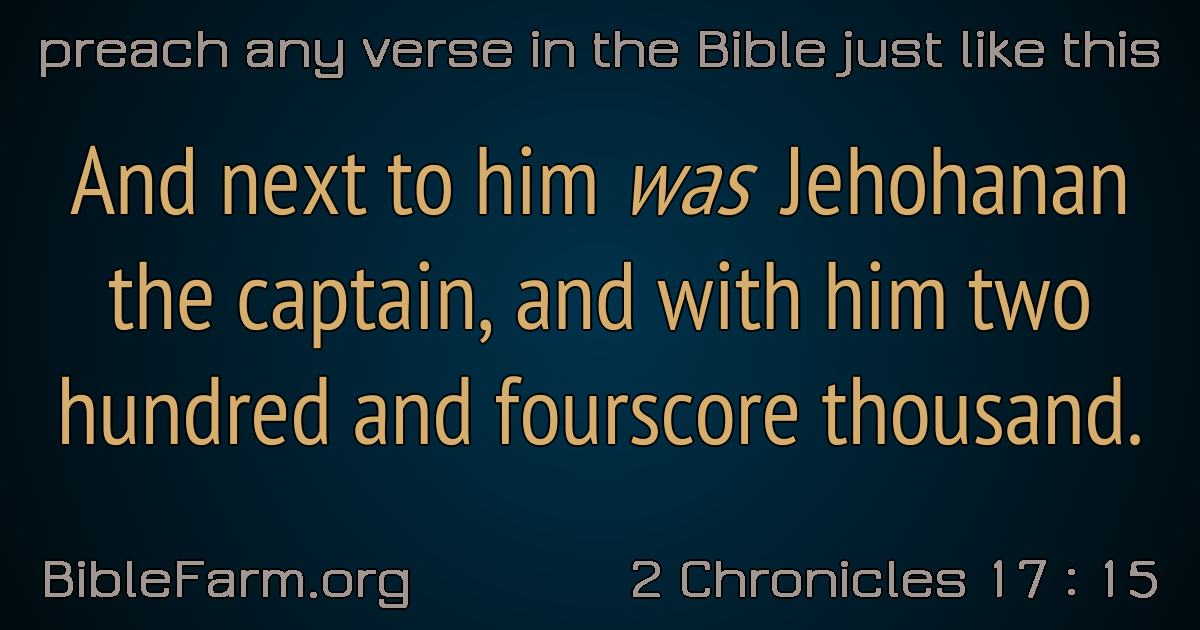 preach any verse in the Bible just like this
And next to him was Jehohanan
the captain, and with him two
hundred and fourscore thousand.
BibleFarm.org
2 Chronicles 17 : 15